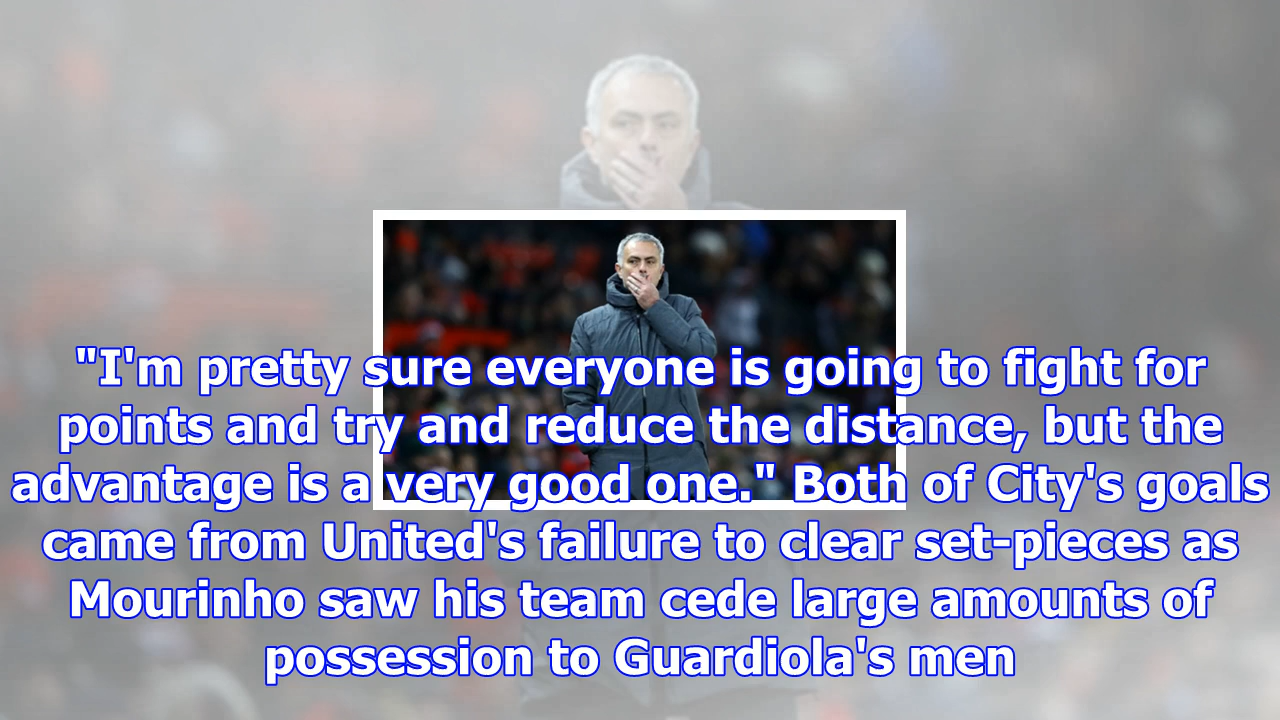 "I'm pretty sure everyone is going to fight for
points and try and reduce the distance, but the
advantage is a very good one." Both of City's goals
came from United's failure to clear set-pieces as
Mourinho saw his team cede large amounts of
possession to Guardiola's men